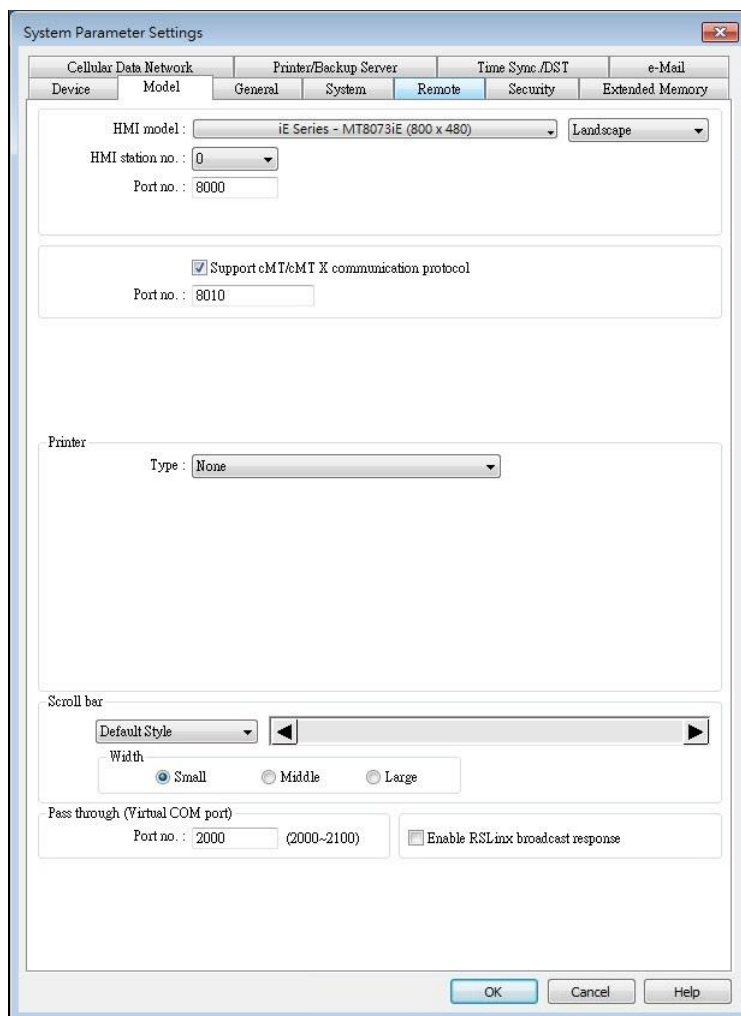 System Parameter Settings
Cellular Data Network Printer/Backup Server Time Sync./DST e-Mail
Device Model General System Remote Security Extended Memory
HMI model : iE Series - MT8073iE (800 x 480) Landscape
HMI station no. : 0
Port no. : 8000
Support cMT/cMT X communication protocol
Port no. : 8010
Printer
Type : None
Scroll bar
Default Style
Width
Small Middle Large
Pass through (Virtual COM port)
Port no. : 2000 (2000~2100) Enable RSLinx broadcast response
OK Cancel Help